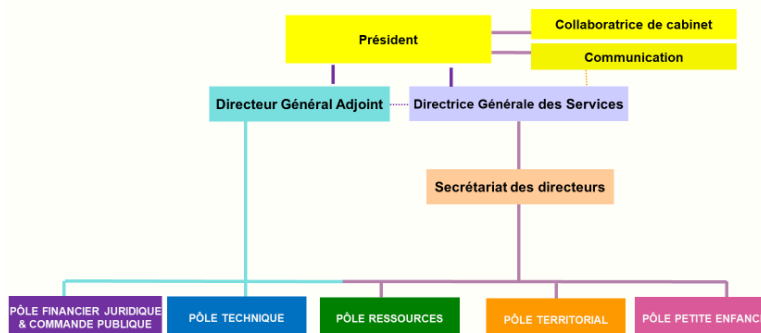 Président
Collaboratrice de cabinet
Communication
Directeur Général Adjoint
Directrice Générale des Services
Secrétariat des directeurs
PÔLE FINANCIER JURIDIQUE
& COMMANDE PUBLIQUE
PÔLE TECHNIQUE
PÔLE RESSOURCES
PÔLE TERRITORIAL
PÔLE PETITE ENFANCE